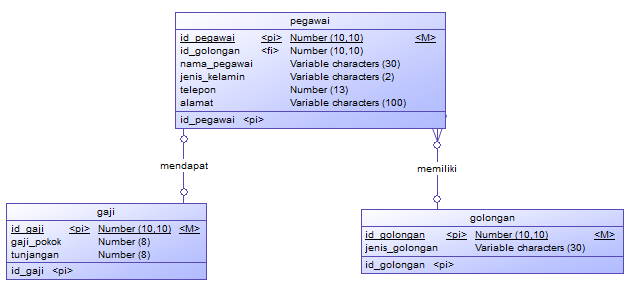 pegawai
id_pegawai <pi> Number (10,10) <M>
id_golongan <fi> Number (10,10)
nama_pegawai Variable characters (30)
jenis_kelamin Variable characters (2)
telepon Number (13)
alamat Variable characters (100)
id_pegawai <pi>
mendapat
memiliki
gaji
id_gaji <pi> Number (10,10) <M>
gaji_pokok Number (8)
tunjangan Number (8)
id_gaji <pi>
golongan
id_golongan <pi> Number (10,10) <M>
jenis_golongan Variable characters (30)
id_golongan <pi>